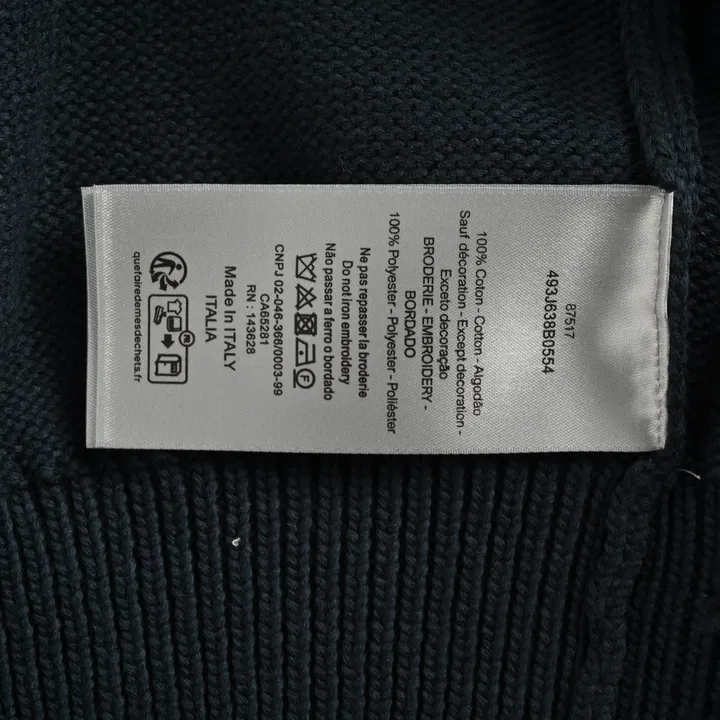 87517
493J638B0554
100% Coton - Cotton - Algodão
Sauf décoration - Except decoration -
Exceto decoração
BRODERIE - EMBROIDERY -
BORDADO
100% Polyester - Polyester - Poliéster
Ne pas repasser la broderie
Do not iron embroidery
Não passar a ferro o bordado
P
CNPJ 02-046-366/0003-99
CA65281
RN : 143628
Made In ITALY
ITALIA
FR
quefairedemesdechets.fr